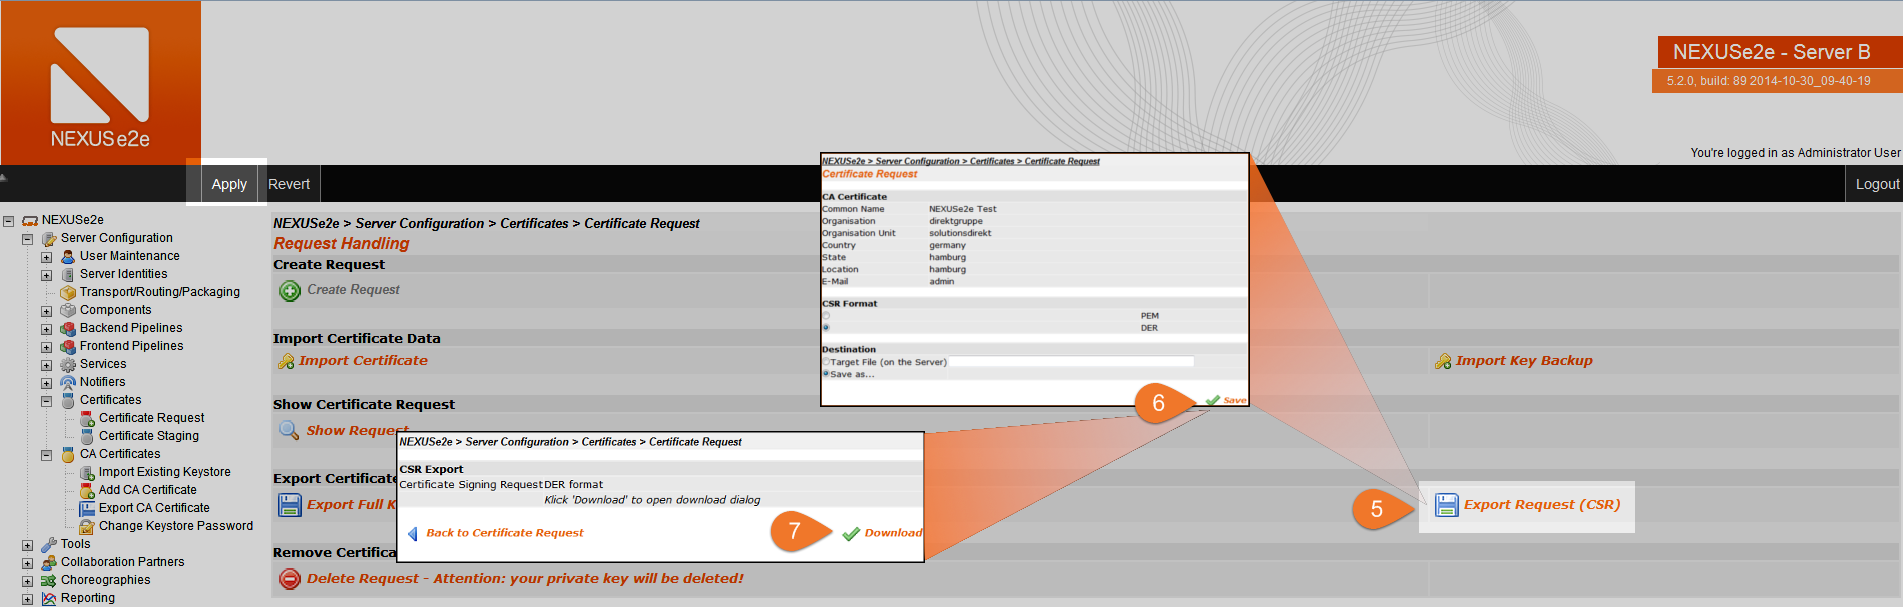 NEXUSe2e
NEXUSe2e - Server B
5.2.0, build: 89 2014-10-30_09-40-19
You're logged in as Administrator User
Apply
Revert
Logout
NEXUSe2e
Server Configuration
User Maintenance
Server Identities
Transport/Routing/Packaging
Components
Backend Pipelines
Frontend Pipelines
Services
Notifiers
Certificates
Certificate Request
Certificate Staging
CA Certificates
Import Existing Keystore
Add CA Certificate
Export CA Certificate
Change Keystore Password
Tools
Collaboration Partners
Choreographies
Reporting
NEXUSe2e > Server Configuration > Certificates > Certificate Request
Request Handling
Create Request
Create Request
Import Certificate Data
Import Certificate
Import Key Backup
Show Certificate Request
Show Request
Export Certificate
Export Full K
5
Export Request (CSR)
Remove Certifica
Delete Request - Attention: your private key will be deleted!
NEXUSe2e > Server Configuration > Certificates > Certificate Request
Certificate Request
CA Certificate
Common Name NEXUSe2e Test
Organisation direktgruppe
Organisation Unit solutionsdirekt
Country germany
State hamburg
Location hamburg
E-Mail admin
CSR Format
PEM
DER
Destination
Target File (on the Server)
Save as...
6
Save
NEXUSe2e > Server Configuration > Certificates > Certificate Request
CSR Export
Certificate Signing Request DER format
Klick 'Download' to open download dialog
Back to Certificate Request
7
Download